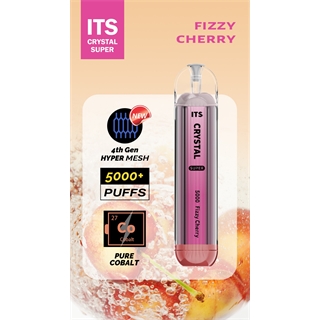 ITS
CRYSTAL
SUPER
FIZZY
CHERRY
NEW
4th Gen
HYPER MESH
5000+
PUFFS
27
Co
Cobalt
PURE
COBALT
ITS
CRYSTAL
SUPER
5000 Fizzy Cherry